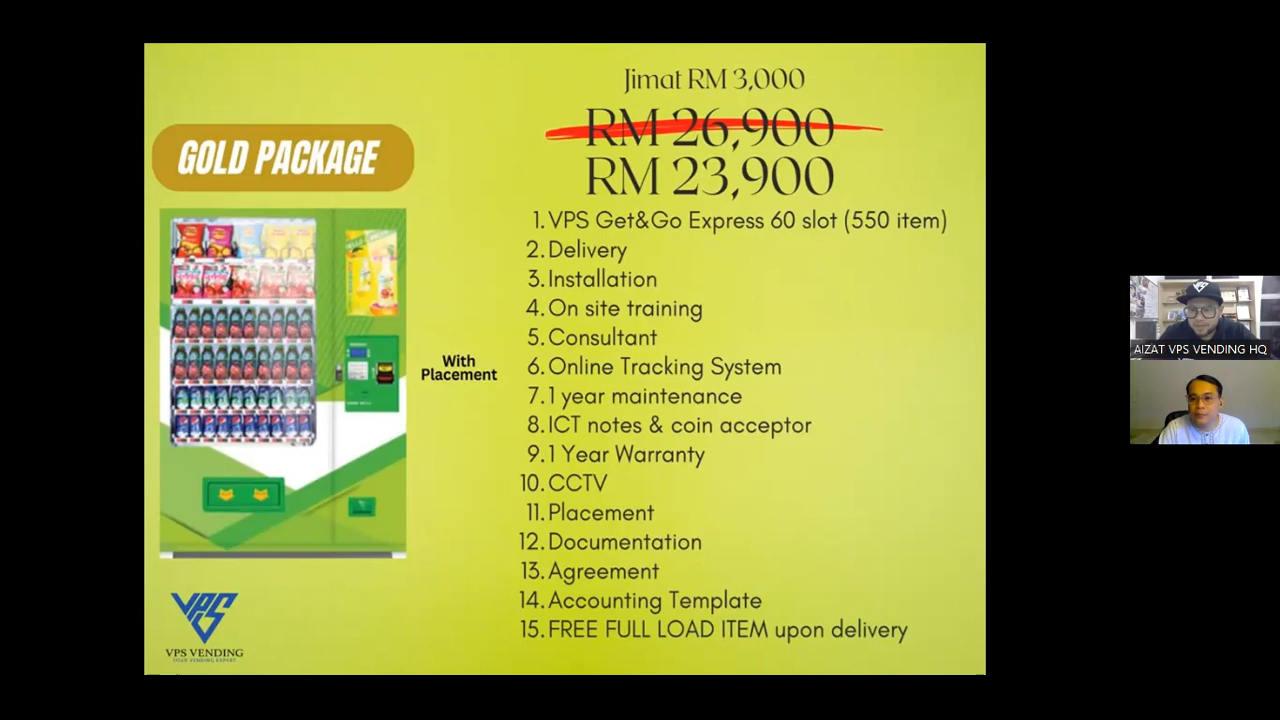 Jimat RM 3,000
RM 26,900
RM 23,900
GOLD PACKAGE
With
Placement
1. VPS Get&Go Express 60 slot (550 item)
2. Delivery
3. Installation
4. On site training
5. Consultant
6. Online Tracking System
7. 1 year maintenance
8. ICT notes & coin acceptor
9. 1 Year Warranty
10. CCTV
11. Placement
12. Documentation
13. Agreement
14. Accounting Template
15. FREE FULL LOAD ITEM upon delivery
VPS
VPS VENDING
YOUR VENDING EXPERT
AIZAT VPS VENDING HQ